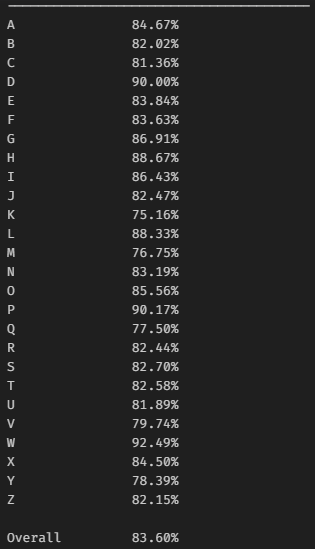 A 84.67%
B 82.02%
C 81.36%
D 90.00%
E 83.84%
F 83.63%
G 86.91%
H 88.67%
I 86.43%
J 82.47%
K 75.16%
L 88.33%
M 76.75%
N 83.19%
O 85.56%
P 90.17%
Q 77.50%
R 82.44%
S 82.70%
T 82.58%
U 81.89%
V 79.74%
W 92.49%
X 84.50%
Y 78.39%
Z 82.15%
Overall 83.60%